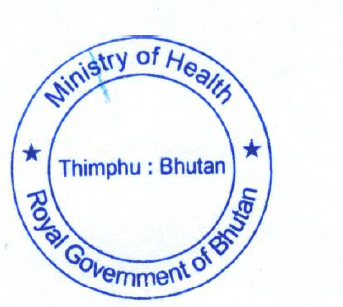 Ministry of Health
Thimphu : Bhutan
Royal Government of Bhutan